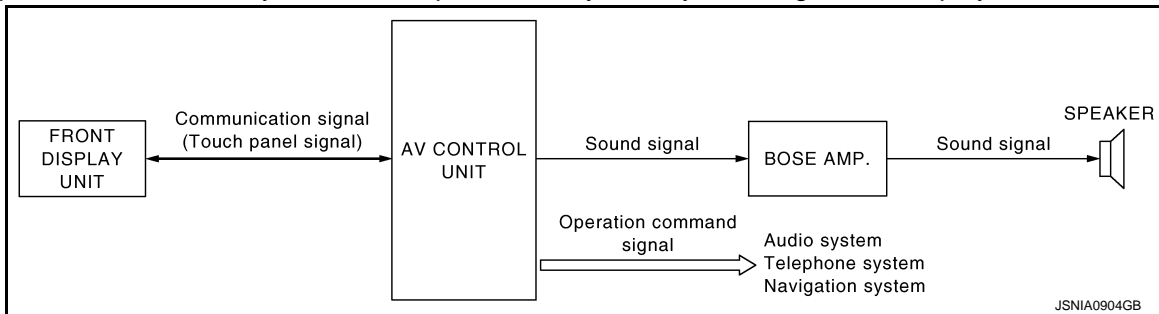 FRONT
DISPLAY
UNIT
Communication signal
(Touch panel signal)
AV CONTROL
UNIT
Sound signal
BOSE AMP.
Sound signal
SPEAKER
Operation command
signal
Audio system
Telephone system
Navigation system
JSNIA0904GB